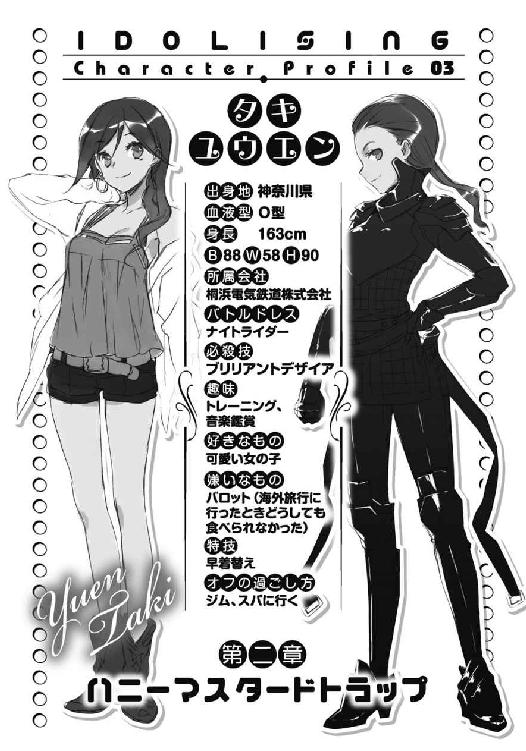 IDOLISING
Character Profile 03
タキ
ユウエン
出身地 神奈川県
血液型 O型
身長 163cm
B88 W58 H90
所属会社
桐浜電気鉄道株式会社
バトルドレス
ナイトライダー
必殺技
ブリリアントデザイア
趣味
トレーニング、
音楽鑑賞
好きなもの
可愛い女の子
嫌いなもの
バロット（海外旅行に
行ったときどうしても
食べられなかった）
特技
早着替え
オフの過ごし方
ジム、スパに行く
Yuen
Taki
第二章
ハニーマスタードトラップ